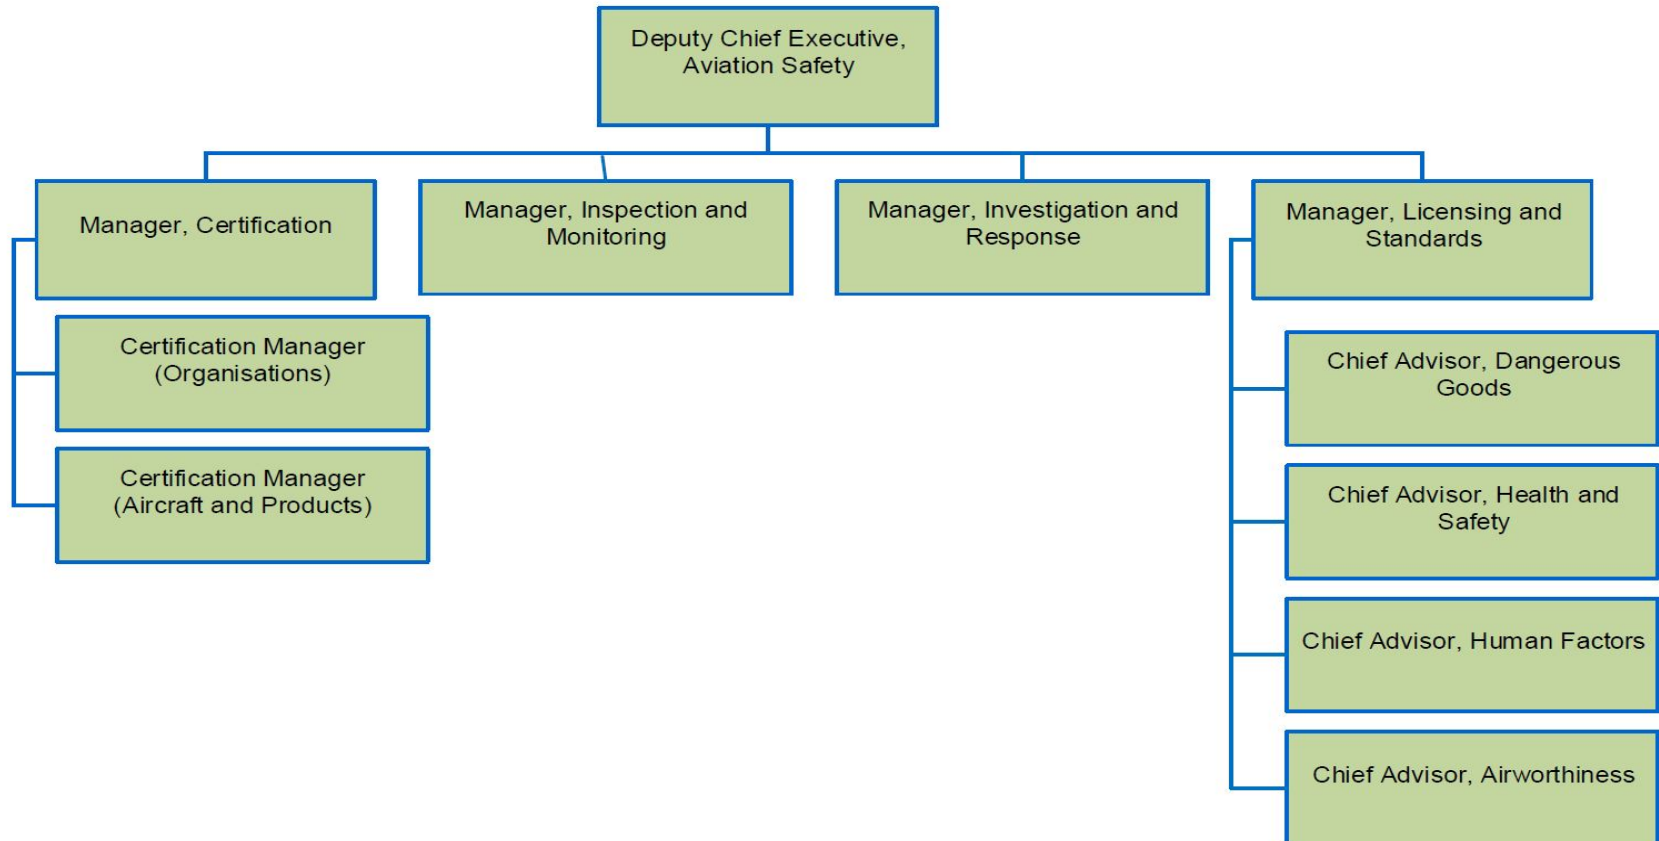 Deputy Chief Executive,
Aviation Safety
Manager, Certification
Manager, Inspection and
Monitoring
Manager, Investigation and
Response
Manager, Licensing and
Standards
Certification Manager
(Organisations)
Certification Manager
(Aircraft and Products)
Chief Advisor, Dangerous
Goods
Chief Advisor, Health and
Safety
Chief Advisor, Human Factors
Chief Advisor, Airworthiness